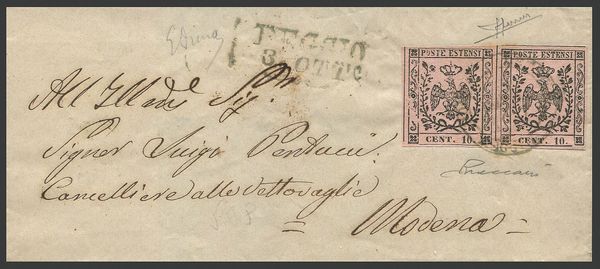 REGGIO
3. OTT.e
POSTE ESTENSI
CENT. 10.
POSTE ESTENSI
CENT. 10.
All'Ill.mo Sig.
Signor Luigi
Cancelliere alle Vettovaglie
= Modena =